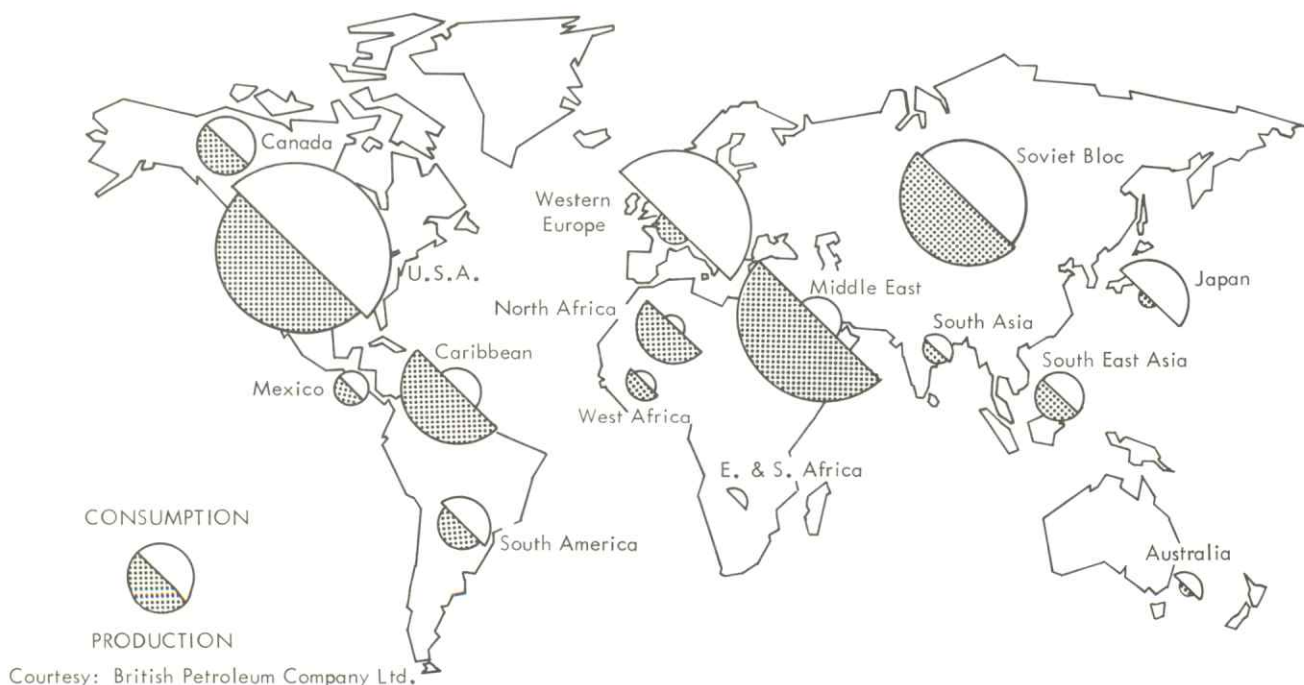 Canada
Soviet Bloc
Western
Europe
U.S.A.
Middle East
Japan
North Africa
South Asia
Caribbean
South East Asia
Mexico
West Africa
E. & S. Africa
CONSUMPTION
South America
Australia
PRODUCTION
Courtesy: British Petroleum Company Ltd.